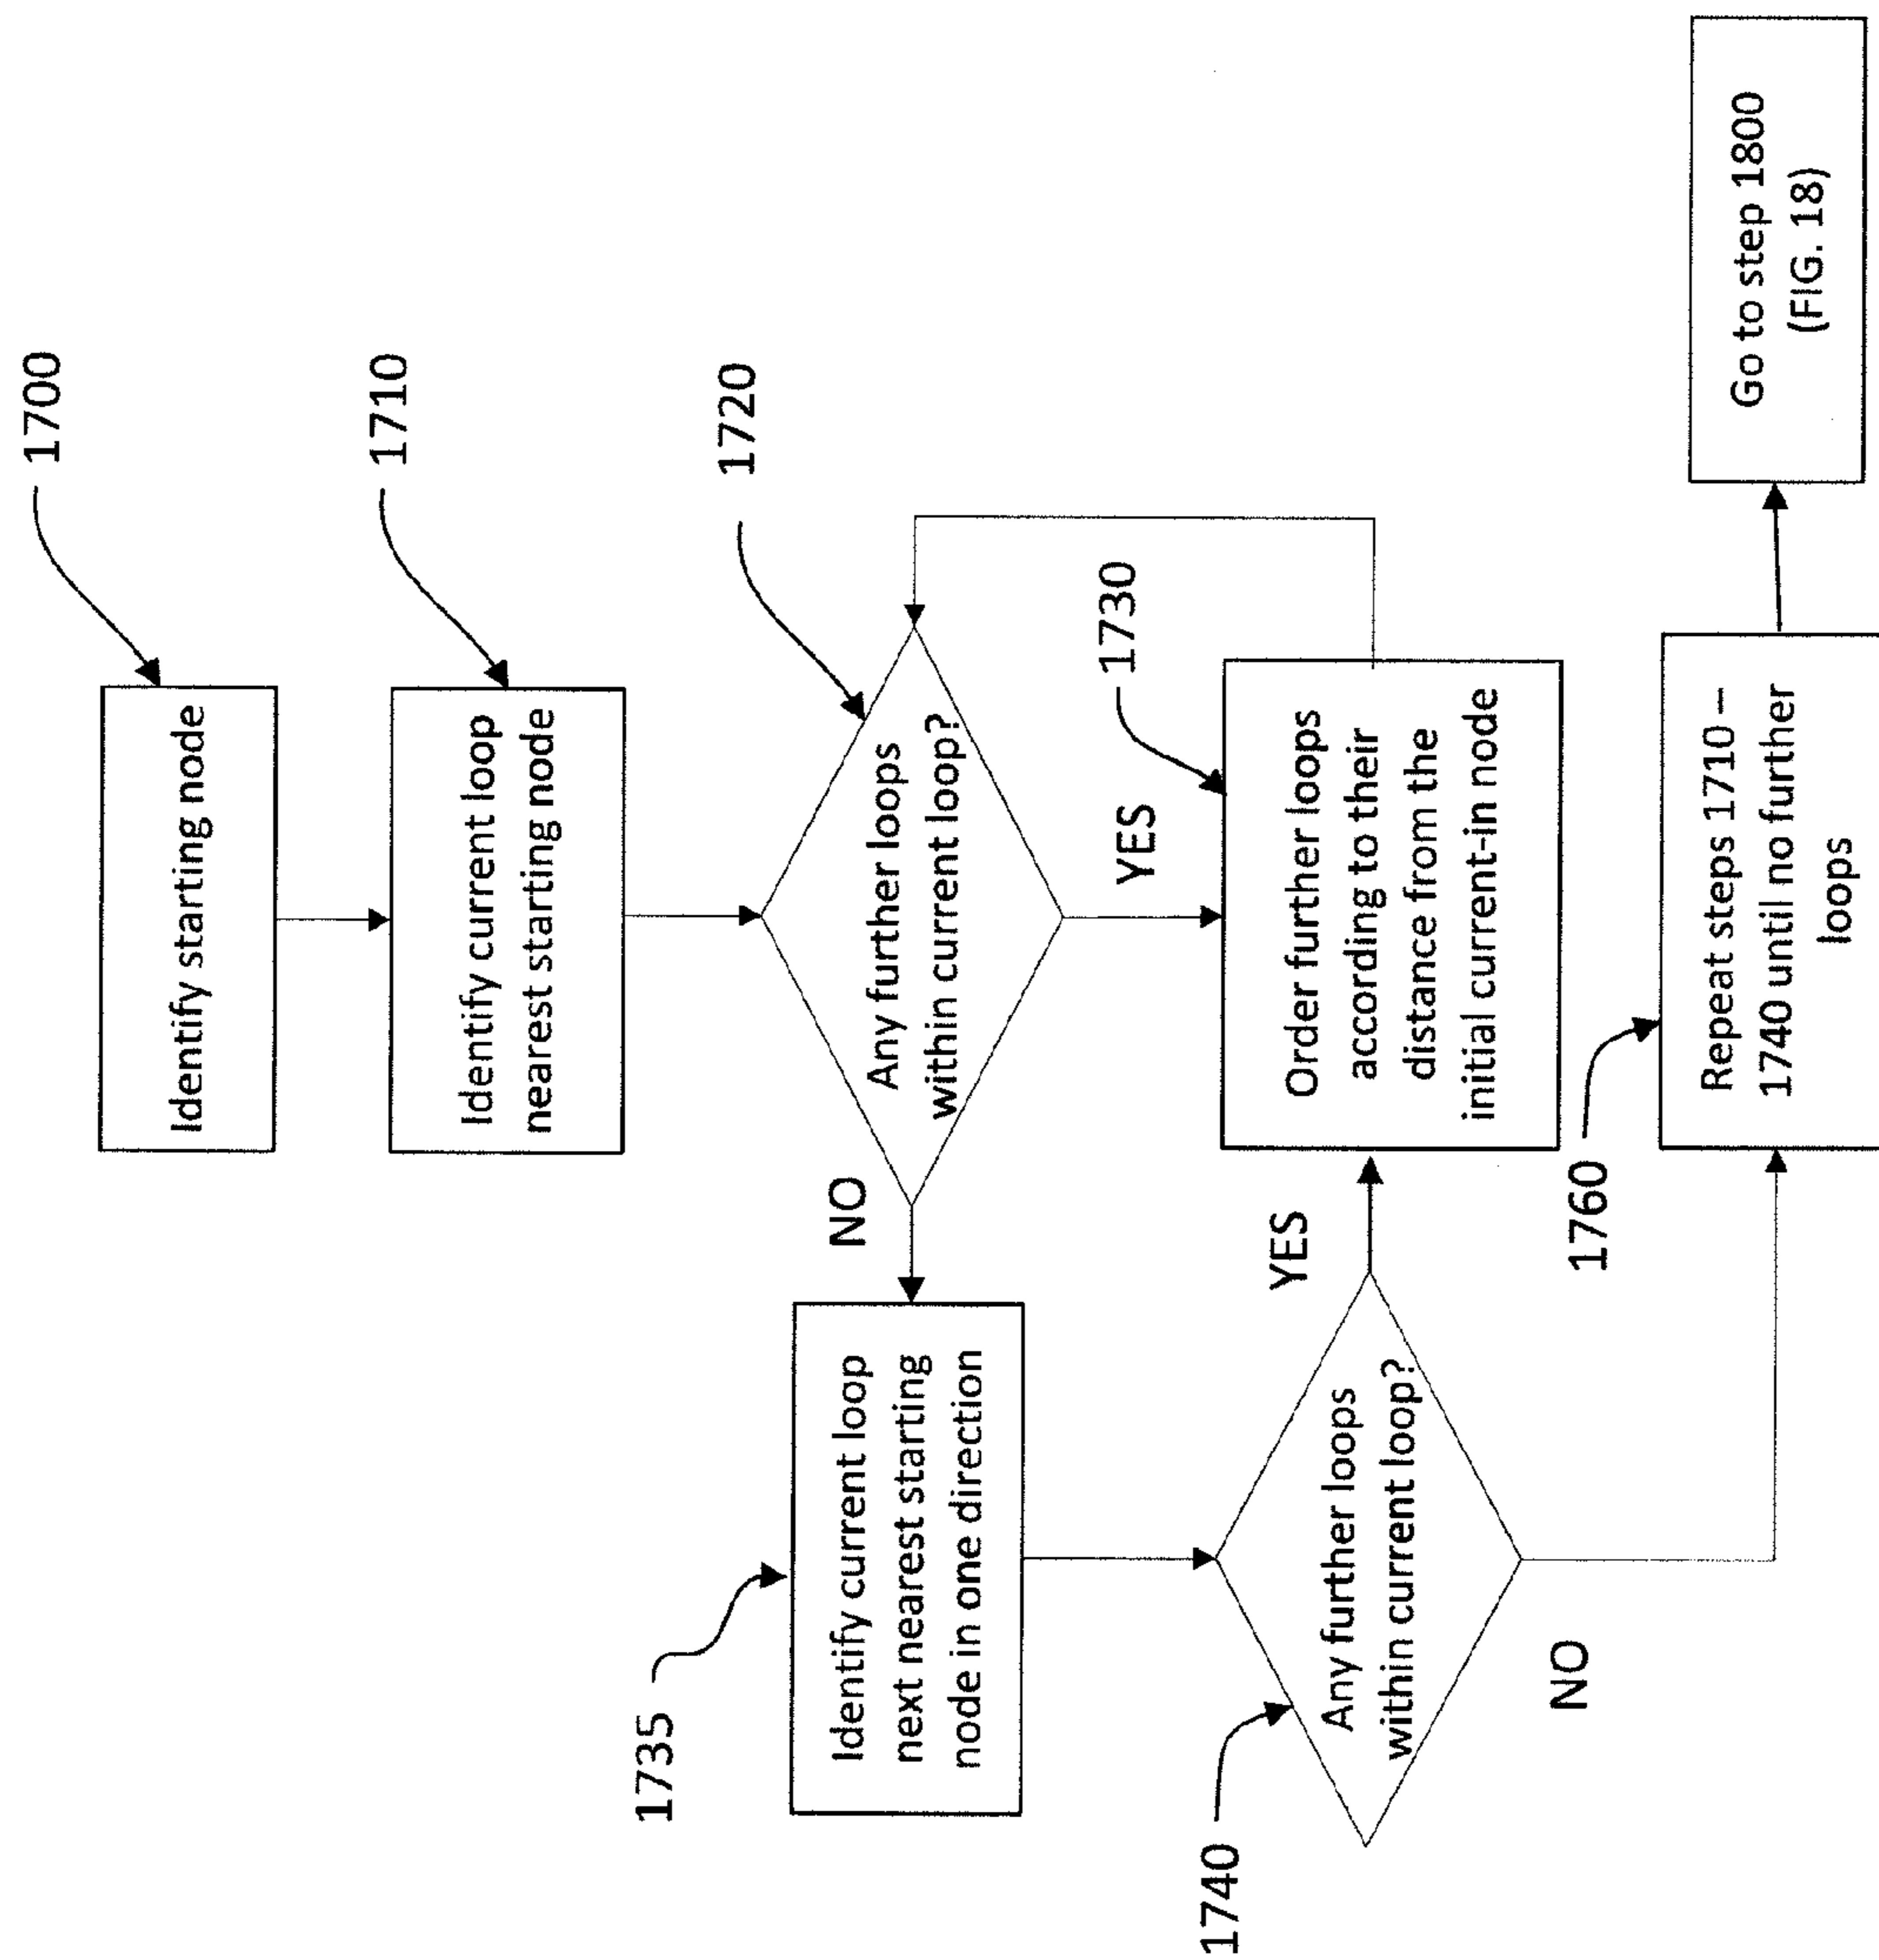 1700
Identify starting node
1710
Identify current loop
nearest starting node
1720
Any further loops
within current loop?
NO
YES
1735
Identify current loop
next nearest starting
node in one direction
1730
Order further loops
according to their
distance from the
initial current-in node
1740
Any further loops
within current loop?
YES
NO
1760
Repeat steps 1710 –
1740 until no further
loops
Go to step 1800
(FIG. 18)